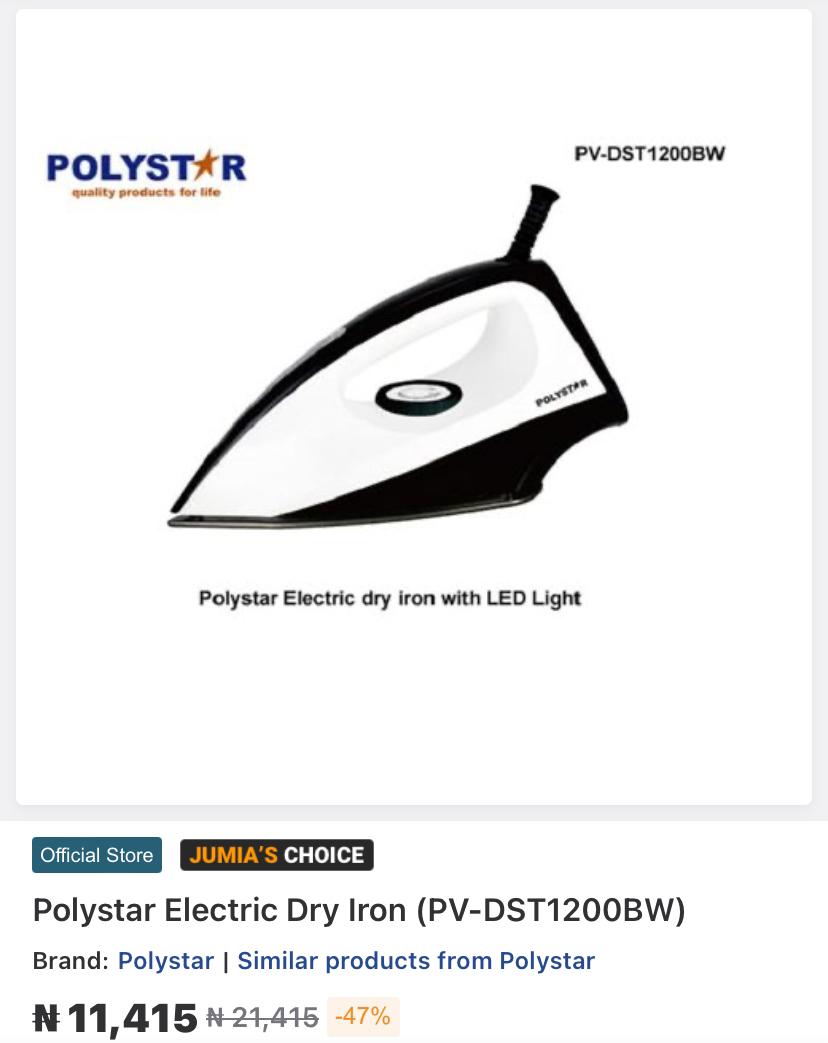 POLYSTAR
quality products for life
PV-DST1200BW
POLYSTAR
Polystar Electric dry iron with LED Light
Official Store JUMIA'S CHOICE
Polystar Electric Dry Iron (PV-DST1200BW)
Brand: Polystar | Similar products from Polystar
₦ 11,415 ₦ 21,415 -47%